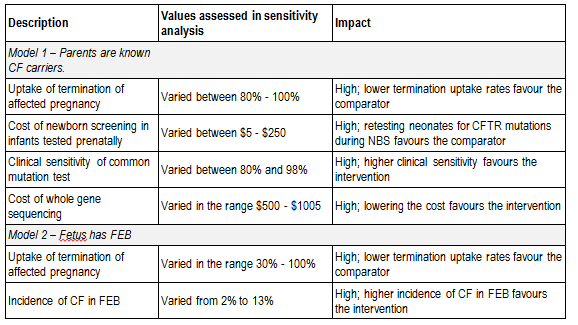 Description
Values assessed in sensitivity
analysis
Impact
Model 1 – Parents are known
CF carriers.
Uptake of termination of
affected pregnancy
Varied between 80% - 100%
High; lower termination uptake rates favour the
comparator
Cost of newborn screening in
infants tested prenatally
Varied between $5 - $250
High; retesting neonates for CFTR mutations
during NBS favours the comparator
Clinical sensitivity of common
mutation test
Varied between 80% and 98%
High; higher clinical sensitivity favours the
intervention
Cost of whole gene
sequencing
Varied in the range $500 - $1005
High; lowering the cost favours the intervention
Model 2 – Fetus has FEB
Uptake of termination of
affected pregnancy
Varied in the range 30% - 100%
High; lower termination uptake rates favour the
comparator
Incidence of CF in FEB
Varied from 2% to 13%
High; higher incidence of CF in FEB favours
the intervention